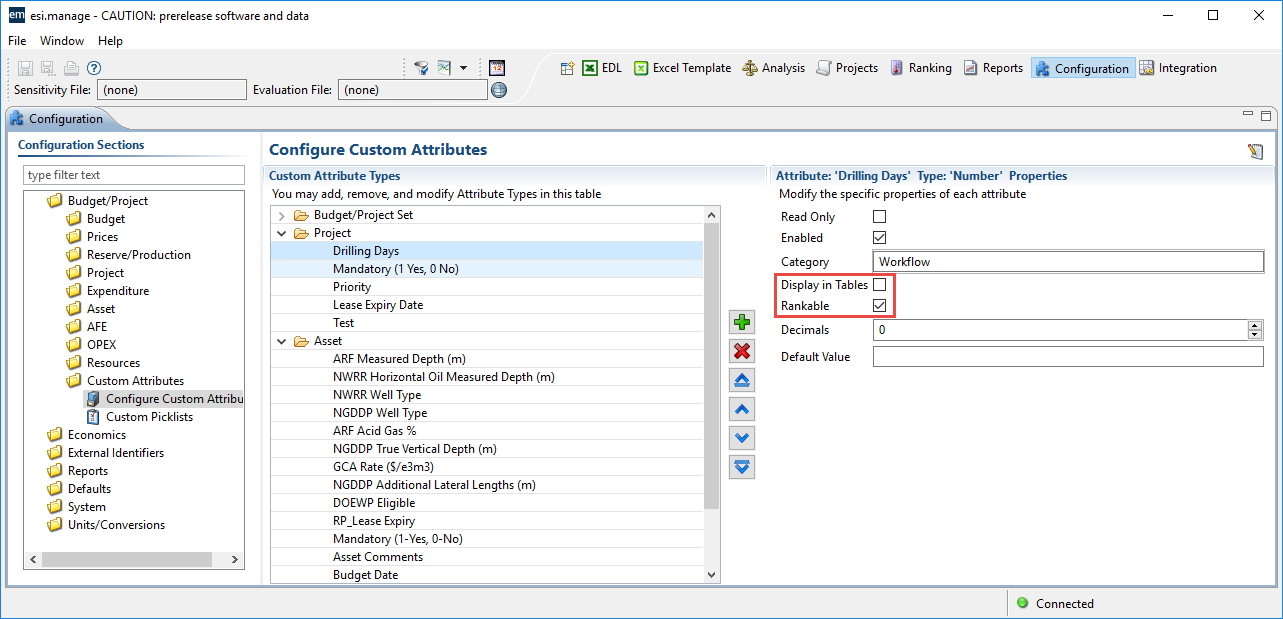 em esi.manage - CAUTION: prerelease software and data
File Window Help
12
EDL Excel Template Analysis Projects Ranking Reports Configuration Integration
Sensitivity File: (none) Evaluation File: (none)
Configuration
Configuration Sections
type filter text
Budget/Project
Budget
Prices
Reserve/Production
Project
Expenditure
Asset
AFE
OPEX
Resources
Custom Attributes
Configure Custom Attribu
Custom Picklists
Economics
External Identifiers
Reports
Defaults
System
Units/Conversions
Configure Custom Attributes
Custom Attribute Types
You may add, remove, and modify Attribute Types in this table
Budget/Project Set
Project
Drilling Days
Mandatory (1 Yes, 0 No)
Priority
Lease Expiry Date
Test
Asset
ARF Measured Depth (m)
NWRR Horizontal Oil Measured Depth (m)
NWRR Well Type
NGDDP Well Type
ARF Acid Gas %
NGDDP True Vertical Depth (m)
GCA Rate ($/e3m3)
NGDDP Additional Lateral Lengths (m)
DOEWP Eligible
RP_Lease Expiry
Mandatory (1-Yes, 0-No)
Asset Comments
Budget Date
Attribute: 'Drilling Days' Type: 'Number' Properties
Modify the specific properties of each attribute
Read Only
Enabled
Category Workflow
Display in Tables
Rankable
Decimals 0
Default Value
Connected